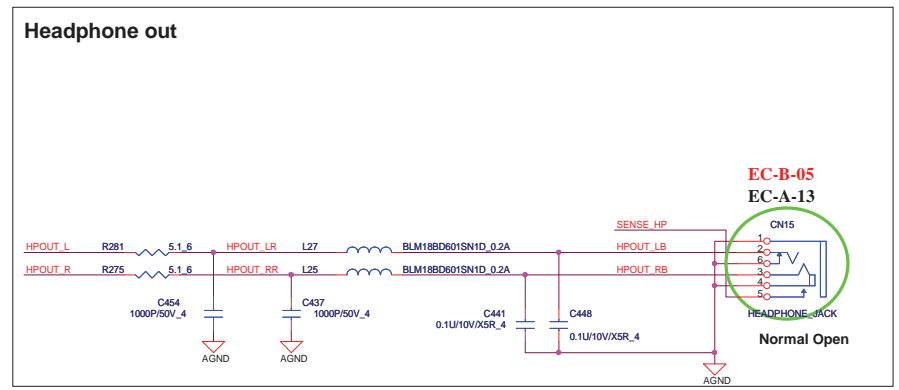 Headphone out
EC-B-05
EC-A-13
SENSE_HP
CN15
HPOUT_L R281 5.1_6 HPOUT_LR L27 BLM18BD601SN1D_0.2A HPOUT_LB
HPOUT_R R275 5.1_6 HPOUT_RR L25 BLM18BD601SN1D_0.2A HPOUT_RB
1
2
6
3
4
5
C454
1000P/50V_4
C437
1000P/50V_4
C441
0.1U/10V/X5R_4
C448
0.1U/10V/X5R_4
HEADPHONE_JACK
Normal Open
AGND
AGND
AGND